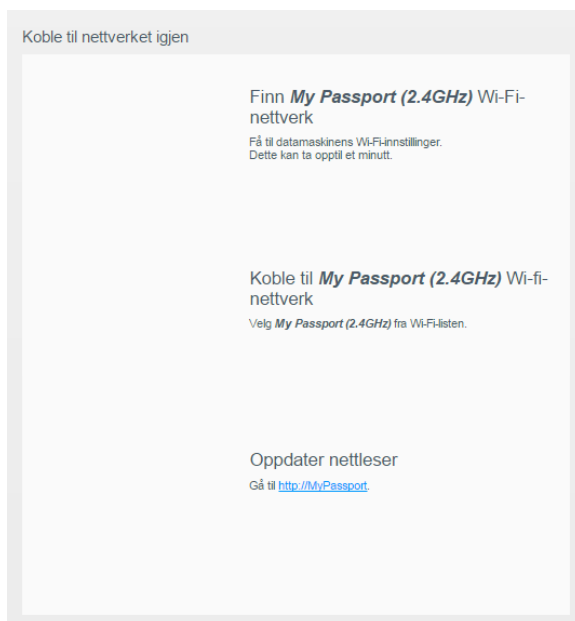 Koble til nettverket igjen
Finn My Passport (2.4GHz) Wi-Fi-
nettverk
Få til datamaskinens Wi-Fi-innstillinger.
Dette kan ta opptil et minutt.
Koble til My Passport (2.4GHz) Wi-fi-
nettverk
Velg My Passport (2.4GHz) fra Wi-Fi-listen.
Oppdater nettleser
Gå til http://MyPassport.